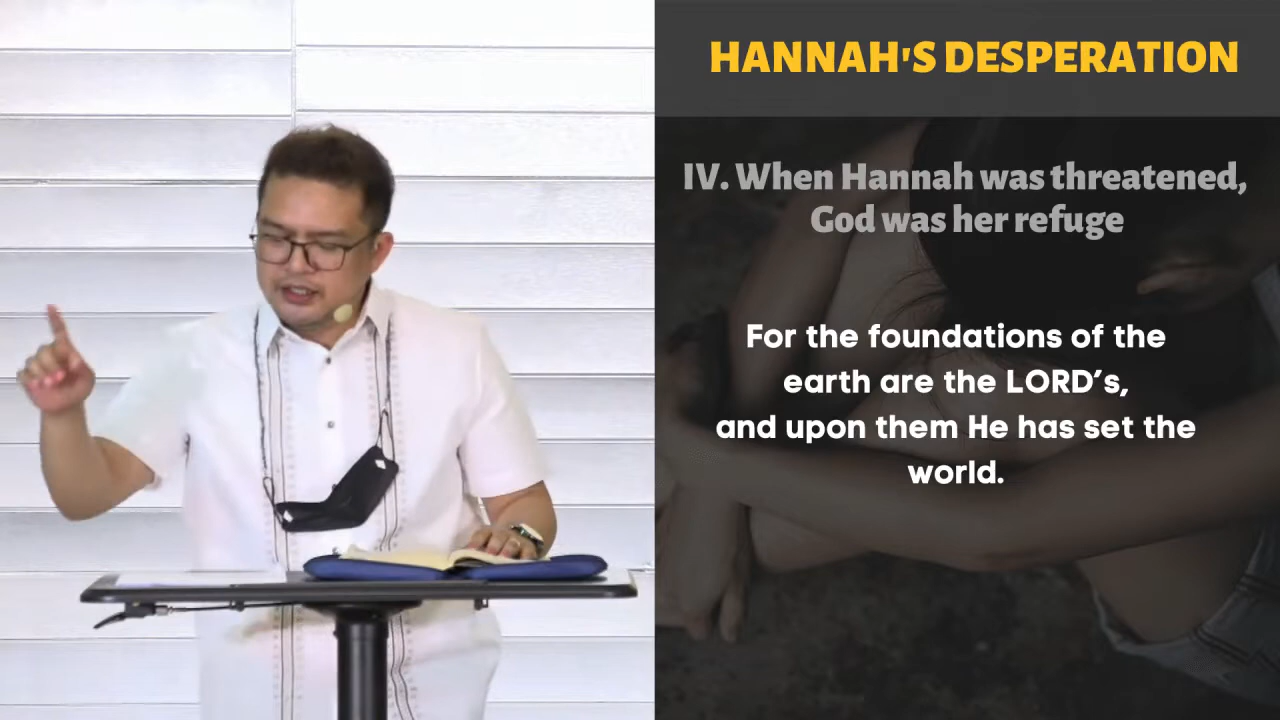 HANNAH'S DESPERATION
IV. When Hannah was threatened,
God was her refuge
For the foundations of the
earth are the LORD’s,
and upon them He has set the
world.